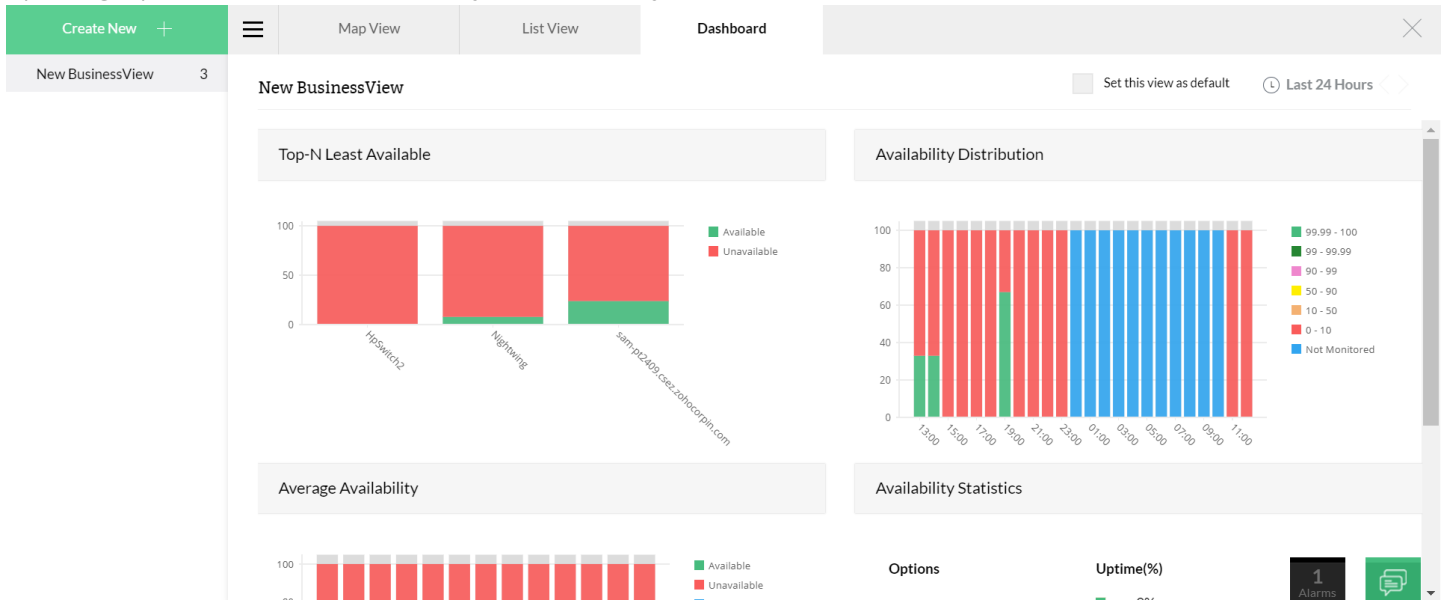 Create New +
Map View
List View
Dashboard
New BusinessView 3
New BusinessView
Set this view as default
Last 24 Hours
Top-N Least Available
100
50
0
HpSwitch2
Nightwing
sam-pt2409.csez.zohocorpin.com
Available
Unavailable
Availability Distribution
100
80
60
40
20
0
13:00
15:00
17:00
19:00
21:00
23:00
01:00
03:00
05:00
07:00
09:00
11:00
99.99 - 100
99 - 99.99
90 - 99
50 - 90
10 - 50
0 - 10
Not Monitored
Average Availability
100
Available
Unavailable
Availability Statistics
Options
Uptime(%)
1
Alarms